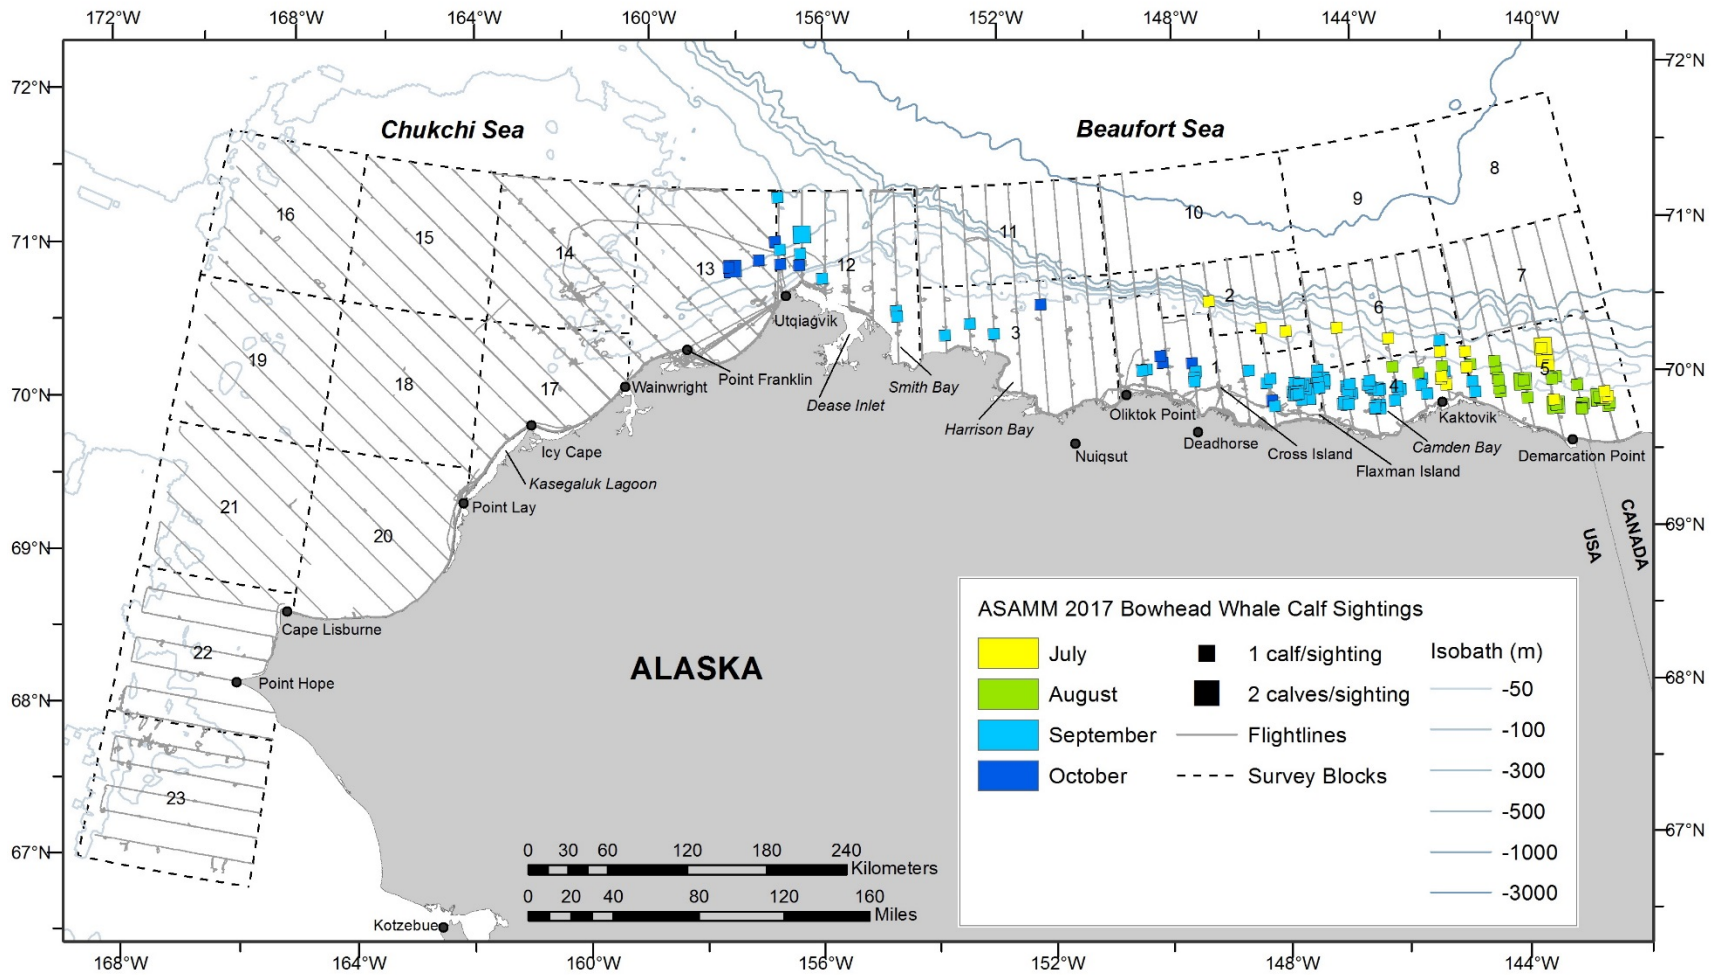 172°W 168°W 164°W 160°W 156°W 152°W 148°W 144°W 140°W
72°N
72°N
Chukchi Sea
Beaufort Sea
8
9
16
10
71°N
71°N
15
11
14
13
12
7
2
6
Utqiaġvik
19
3
Point Franklin
1
5
70°N
70°N
18
17
Wainwright
Smith Bay
4
Dease Inlet
Oliktok Point
Kaktovik
Harrison Bay
Deadhorse
Camden Bay
Icy Cape
Nuiqsut
Cross Island
Demarcation Point
Flaxman Island
Kasegaluk Lagoon
21
Point Lay
20
69°N
69°N
USA
CANADA
Cape Lisburne
22
ALASKA
Point Hope
68°N
68°N
23
67°N
67°N
Kotzebue
0 30 60 120 180 240
Kilometers
0 20 40 80 120 160
Miles
ASAMM 2017 Bowhead Whale Calf Sightings
July
August
September
October
1 calf/sighting
2 calves/sighting
Flightlines
Survey Blocks
Isobath (m)
-50
-100
-300
-500
-1000
-3000
168°W 164°W 160°W 156°W 152°W 148°W 144°W 140°W